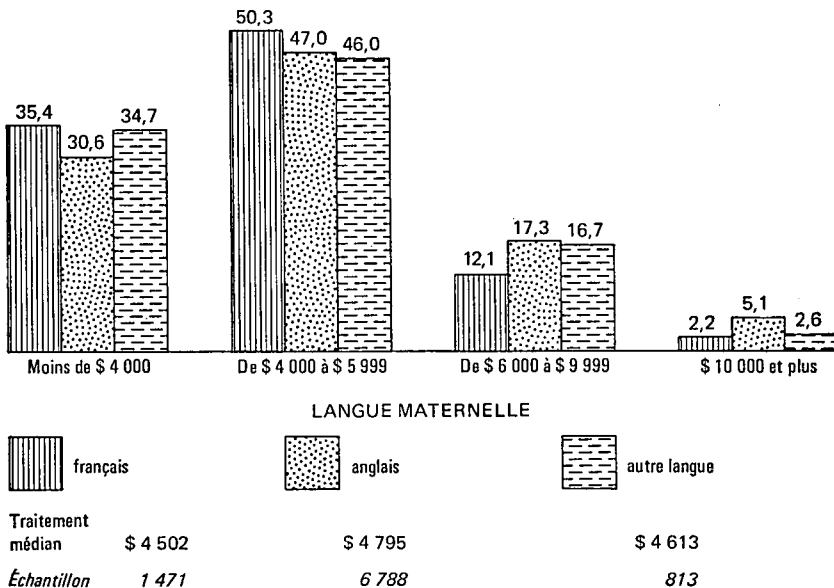 50,3
47,0
46,0
35,4
30,6
34,7
12,1
17,3
16,7
2,2
5,1
2,6
Moins de $ 4 000
De $ 4 000 à $ 5 999
De $ 6 000 à $ 9 999
$ 10 000 et plus
LANGUE MATERNELLE
français
anglais
autre langue
Traitement
médian $ 4 502 $ 4 795 $ 4 613
Échantillon 1 471 6 788 813